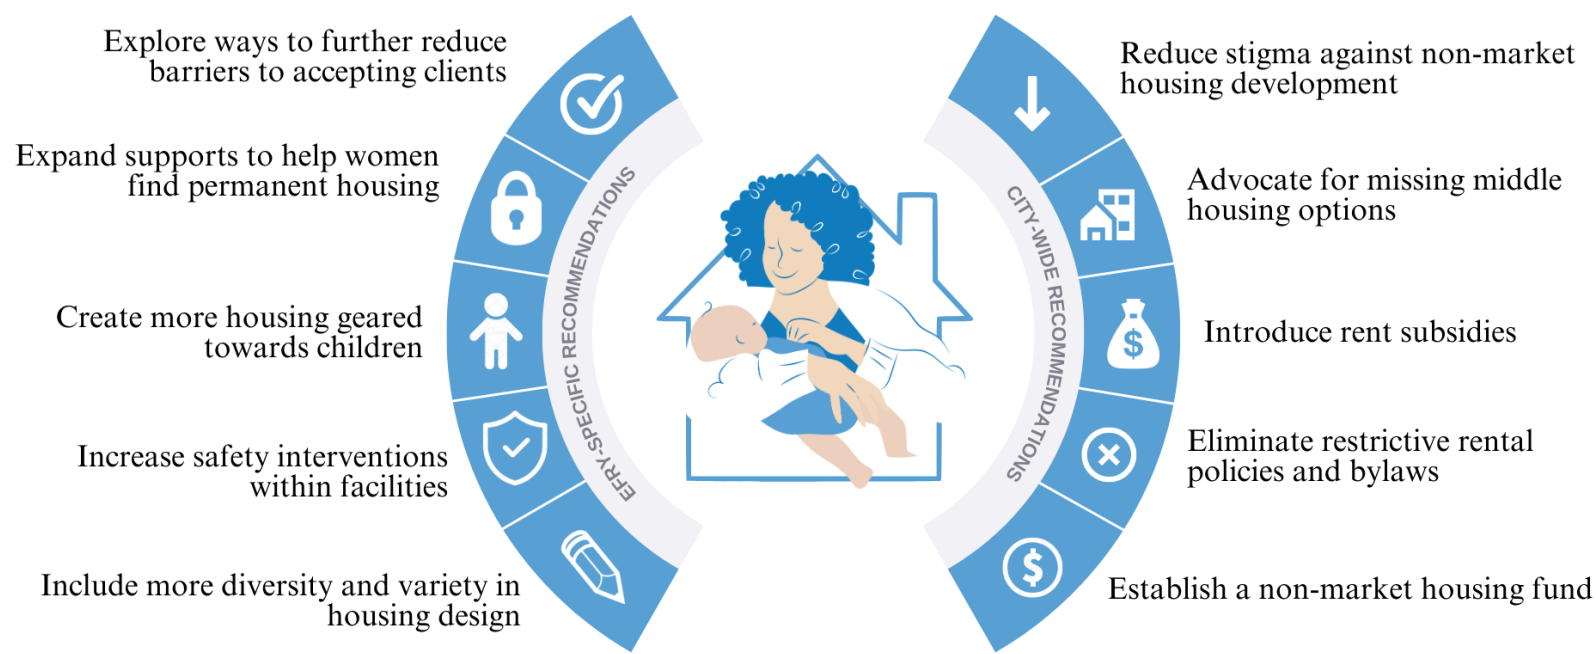 Explore ways to further reduce
barriers to accepting clients
Expand supports to help women
find permanent housing
Create more housing geared
towards children
Increase safety interventions
within facilities
Include more diversity and variety in
housing design
EFRY-SPECIFIC RECOMMENDATIONS
CITY-WIDE RECOMMENDATIONS
Reduce stigma against non-market
housing development
Advocate for missing middle
housing options
$
Introduce rent subsidies
Eliminate restrictive rental
policies and bylaws
$
Establish a non-market housing fund